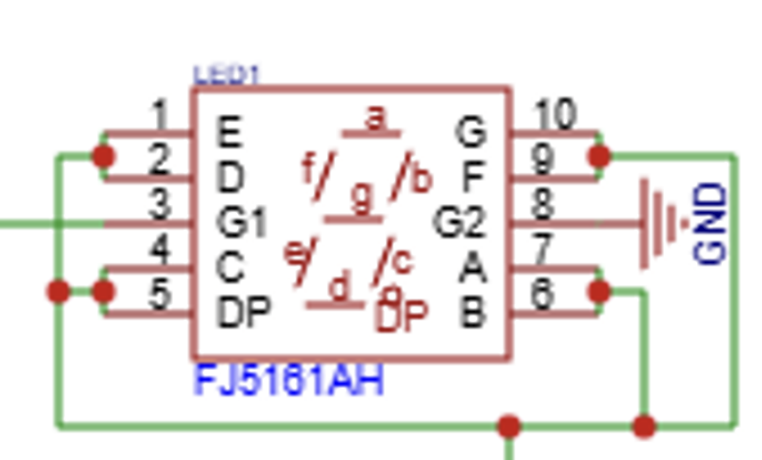 LED1
1 E a G 10
2 D f b F 9
3 G1 g G2 8 GND
4 C e c A 7
5 DP d DP B 6
FJ5161AH